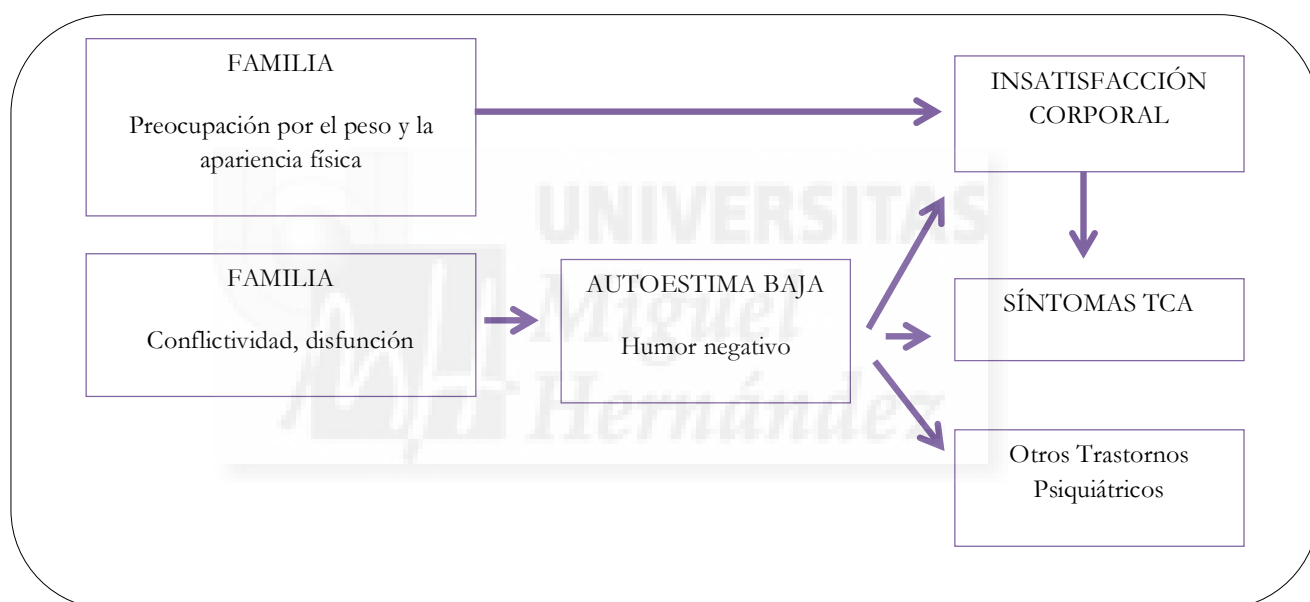 FAMILIA
Preocupación por el peso y la
apariencia física
INSATISFACCIÓN
CORPORAL
FAMILIA
Conflictividad, disfunción
AUTOESTIMA BAJA
Humor negativo
SÍNTOMAS TCA
Otros Trastornos
Psiquiátricos
UNIVERSITAS
Miguel
Hernández